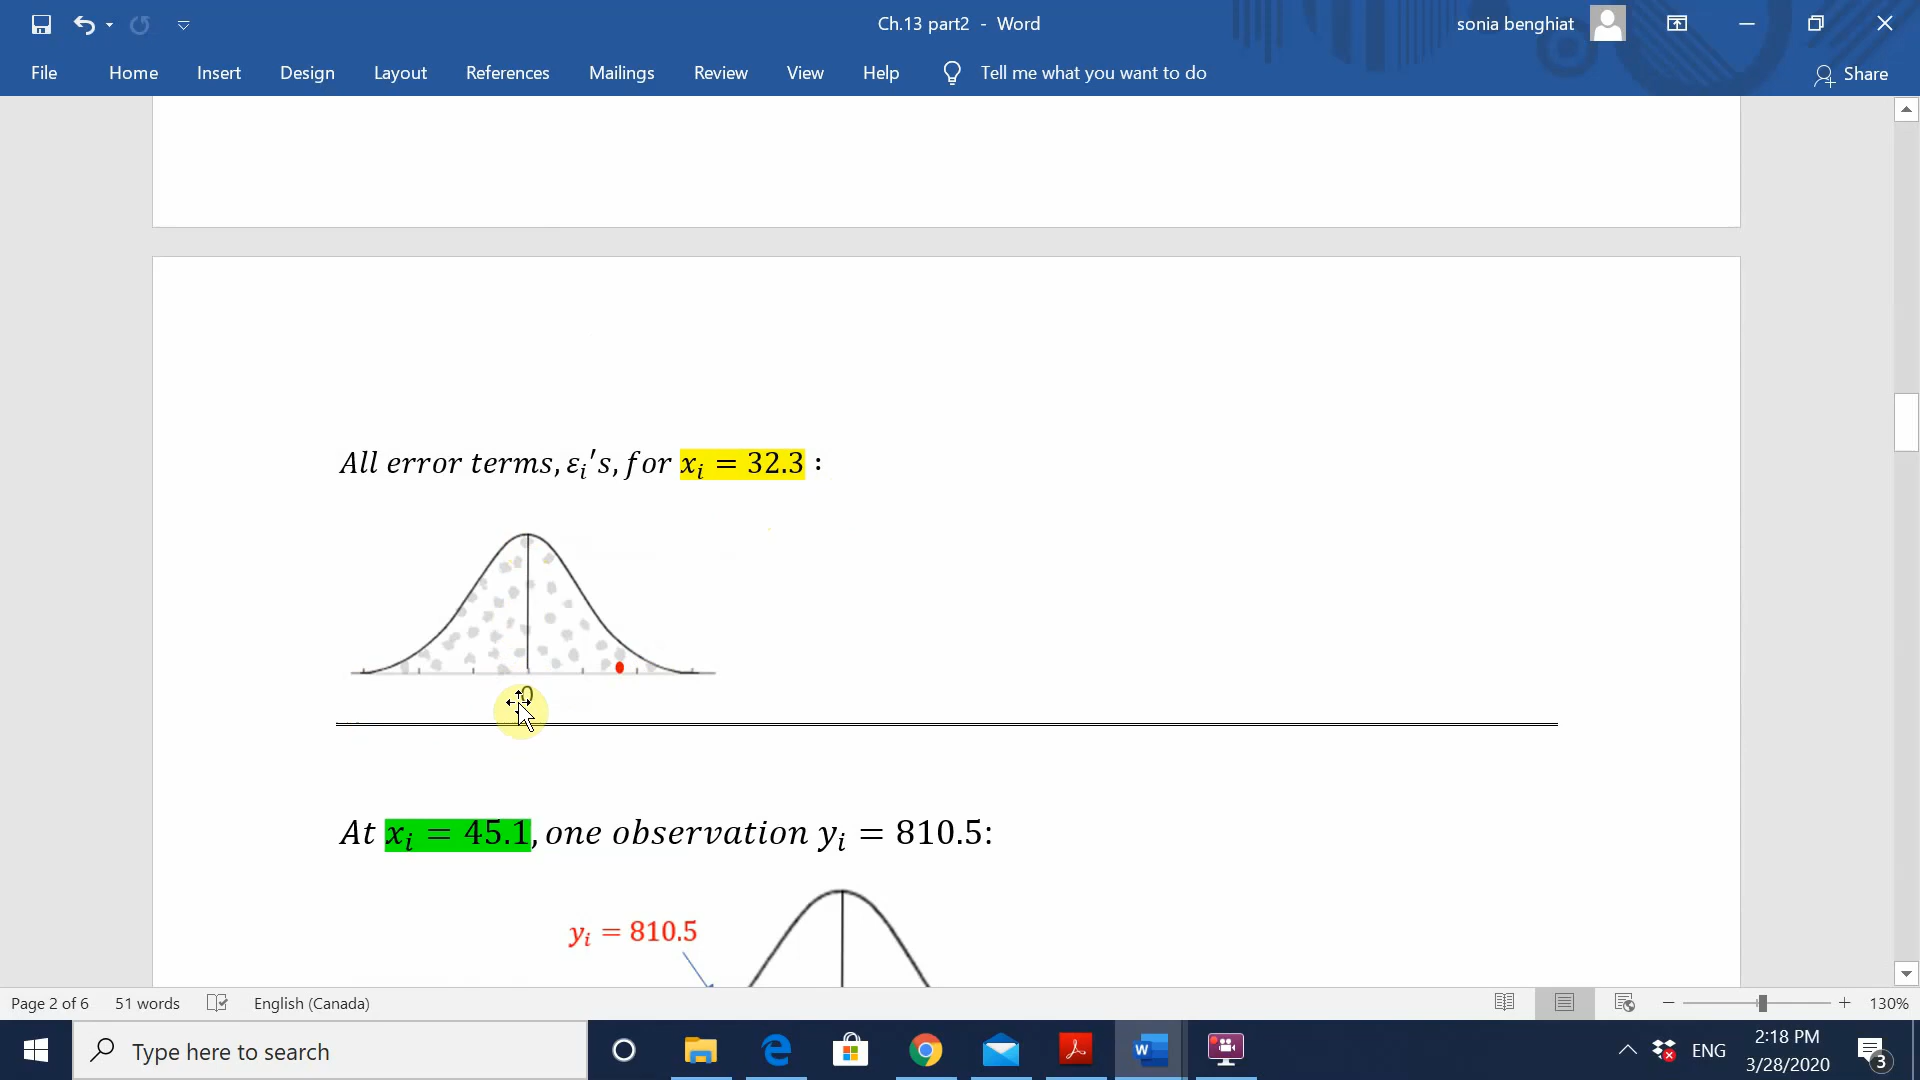 Ch.13 part2 - Word
sonia benghiat
File Home Insert Design Layout References Mailings Review View Help Tell me what you want to do Share
All error terms, εᵢ's, for xᵢ = 32.3 :
0
At xᵢ = 45.1, one observation yᵢ = 810.5:
yᵢ = 810.5
Page 2 of 6 51 words English (Canada) 130%
Type here to search
ENG
2:18 PM
3/28/2020
3